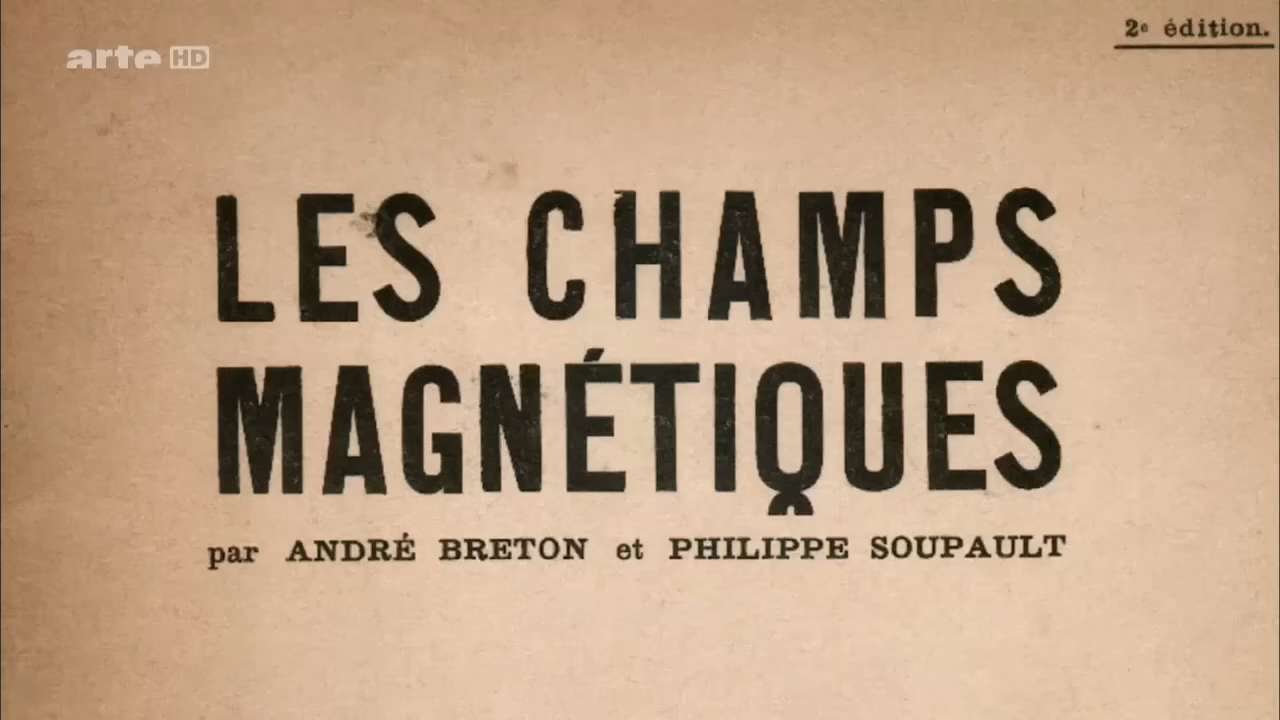 2e édition.
arte HD
LES CHAMPS
MAGNÉTIQUES
par ANDRÉ BRETON et PHILIPPE SOUPAULT